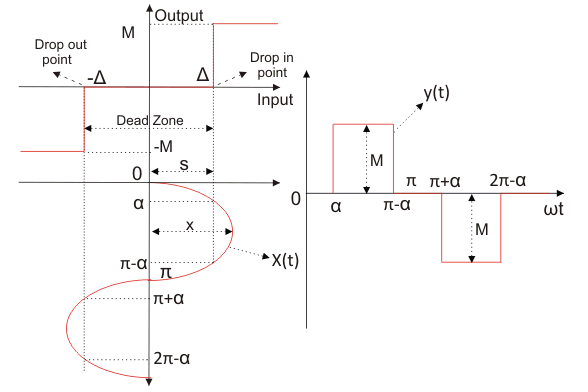 Output
M
Drop out
point
-Δ
Δ
Drop in
point
Input
Dead Zone
-M
0
s
α
x
π-α
π
X(t)
π+α
2π-α
y(t)
M
0
α
π-α
π
π+α
2π-α
ωt
M